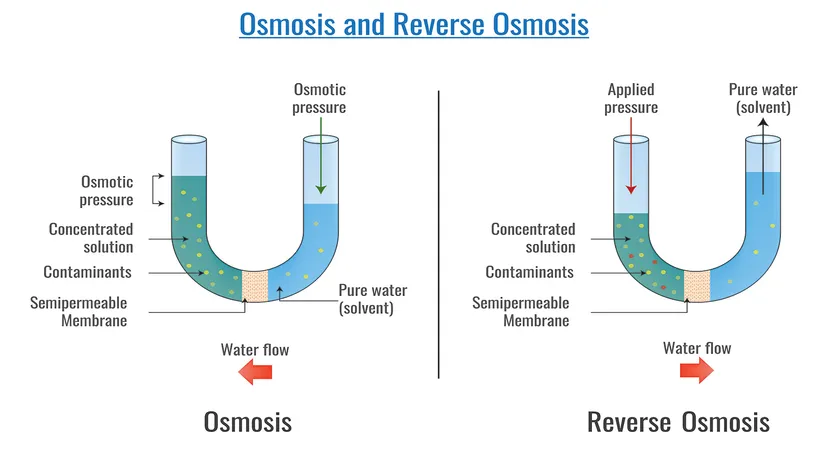 Osmosis and Reverse Osmosis
Osmotic
pressure
Osmotic
pressure
Concentrated
solution
Contaminants
Semipermeable
Membrane
Pure water
(solvent)
Water flow
Osmosis
Applied
pressure
Pure water
(solvent)
Concentrated
solution
Contaminants
Semipermeable
Membrane
Water flow
Reverse Osmosis